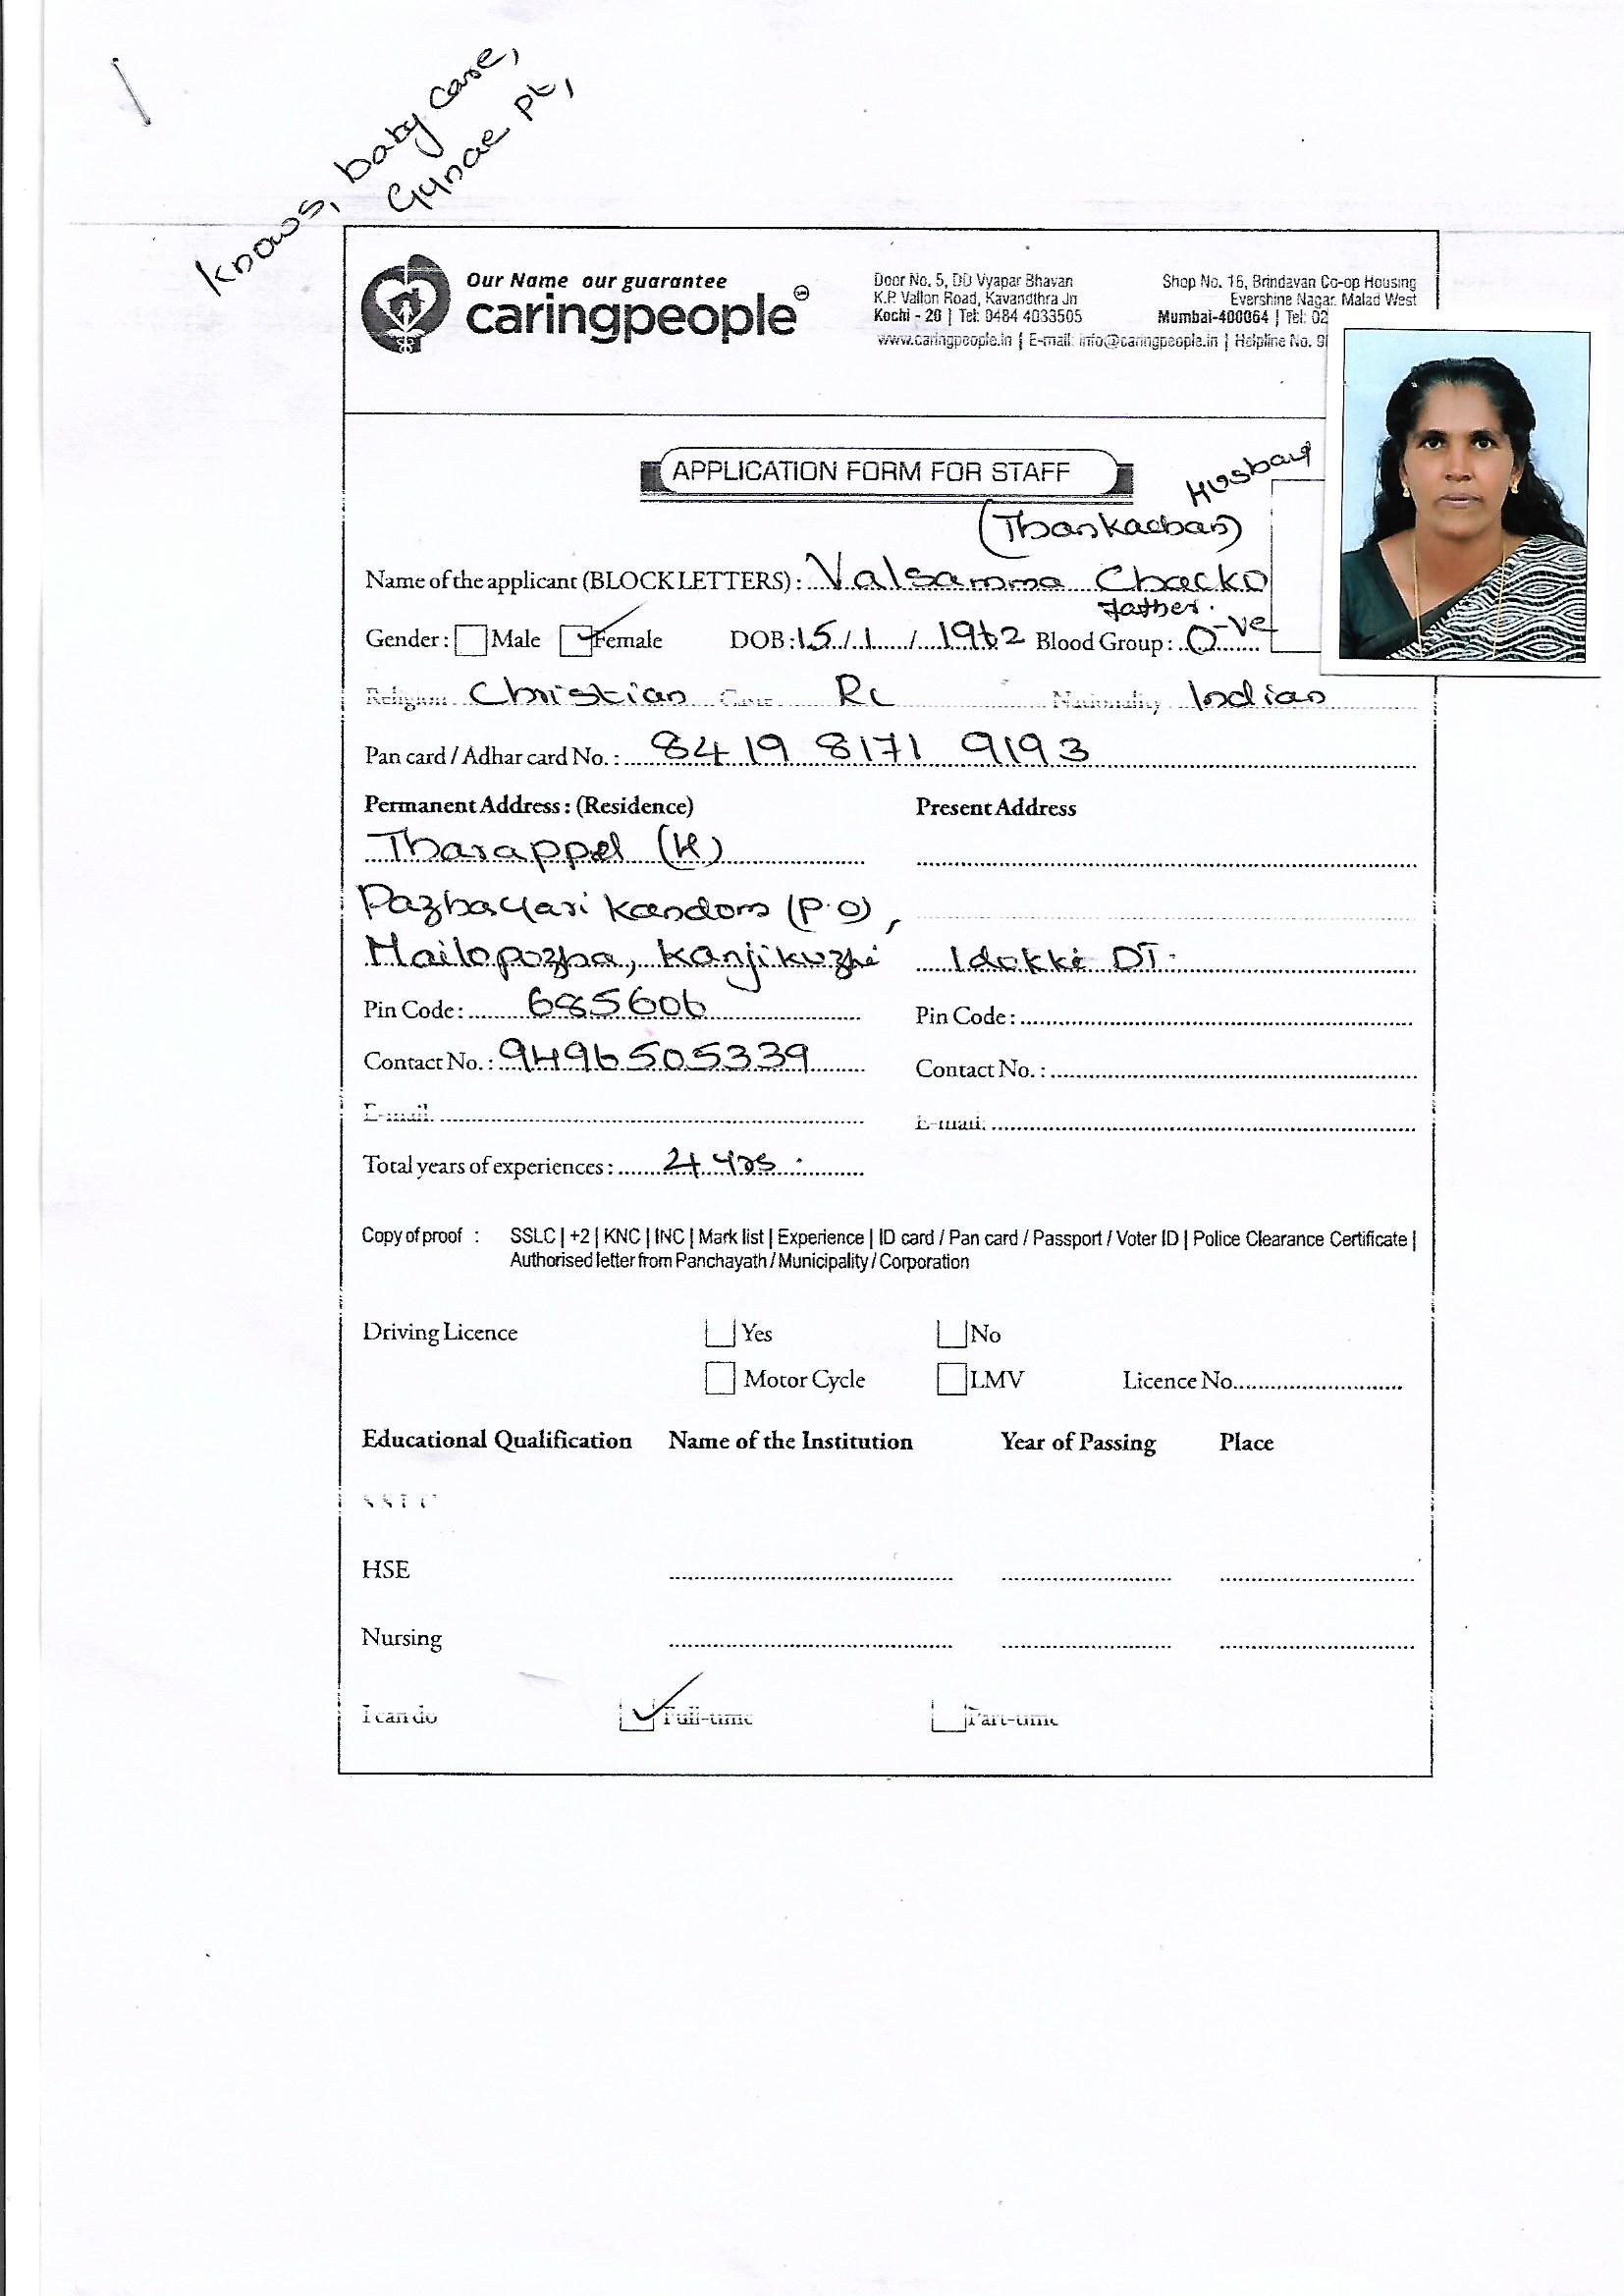 knows, baby care,
Gynae pt,
Our Name our guarantee
caringpeople
Door No. 5, DD Vyapar Bhavan
K.P. Vallon Road, Kavandthra Jn
Kochi - 20 | Tel: 0484 4033505
Shop No. 16, Brindavan Co-op Housing
Evershine Nagar, Malad West
Mumbai-400064 | Tel: 02
www.caringpeople.in | E-mail: info@caringpeople.in | Helpline No. 9
APPLICATION FORM FOR STAFF
Husband
(Thankachan)
Name of the applicant (BLOCK LETTERS) : Valsamma Chacko
father.
Gender : Male Female DOB : 15/1/1962 Blood Group : O-ve
Religion Christian Caste RC Nationality Indian
Pan card / Adhar card No. : 8419 8171 9193
Permanent Address : (Residence) Present Address
Tharappel (H)
Pazhayarikandom (P.O),
Mailopuzha, Kanjikuzhi Idukki DT.
Pin Code : 685606 Pin Code :
Contact No. : 9496505339 Contact No. :
E-mail: E-mail:
Total years of experiences : 4 yrs.
Copy of proof : SSLC | +2 | KNC | INC | Mark list | Experience | ID card / Pan card / Passport / Voter ID | Police Clearance Certificate |
Authorised letter from Panchayath / Municipality / Corporation
Driving Licence Yes No
Motor Cycle LMV Licence No.
Educational Qualification Name of the Institution Year of Passing Place
SSLC
HSE
Nursing
I can do Full-time Part-time